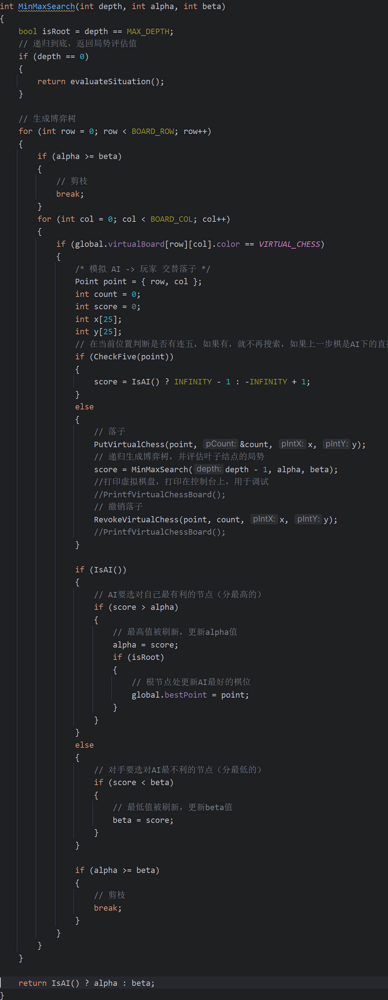 int MinMaxSearch(int depth, int alpha, int beta)
{
    bool isRoot = depth == MAX_DEPTH;
    // 递归到底，返回局势评估值
    if (depth == 0)
    {
        return evaluateSituation();
    }

    // 生成博弈树
    for (int row = 0; row < BOARD_ROW; row++)
    {
        if (alpha >= beta)
        {
            // 剪枝
            break;
        }
        for (int col = 0; col < BOARD_COL; col++)
        {
            if (global.virtualBoard[row][col].color == VIRTUAL_CHESS)
            {
                /* 模拟 AI -> 玩家 交替落子 */
                Point point = { row, col };
                int count = 0;
                int score = 0;
                int x[25];
                int y[25];
                // 在当前位置判断是否有连五，如果有，就不再搜索，如果上一步棋是AI下的直
                if (CheckFive(point))
                {
                    score = IsAI() ? INFINITY - 1 : -INFINITY + 1;
                }
                else
                {
                    // 落子
                    PutVirtualChess(point, pCount: &count, pIntX: x, pIntY: y);
                    // 递归生成博弈树，并评估叶子结点的局势
                    score = MinMaxSearch( depth: depth - 1, alpha, beta);
                    //打印虚拟棋盘，打印在控制台上，用于调试
                    //PrintfVirtualChessBoard();
                    // 撤销落子
                    RevokeVirtualChess(point, count, pIntX: x, pIntY: y);
                    //PrintfVirtualChessBoard();
                }

                if (IsAI())
                {
                    // AI要选对自己最有利的节点（分最高的）
                    if (score > alpha)
                    {
                        // 最高值被刷新，更新alpha值
                        alpha = score;
                        if (isRoot)
                        {
                            // 根节点处更新AI最好的棋位
                            global.bestPoint = point;
                        }
                    }
                }
                else
                {
                    // 对手要选对AI最不利的节点（分最低的）
                    if (score < beta)
                    {
                        // 最低值被刷新，更新beta值
                        beta = score;
                    }
                }

                if (alpha >= beta)
                {
                    // 剪枝
                    break;
                }
            }
        }
    }

    return IsAI() ? alpha : beta;
}